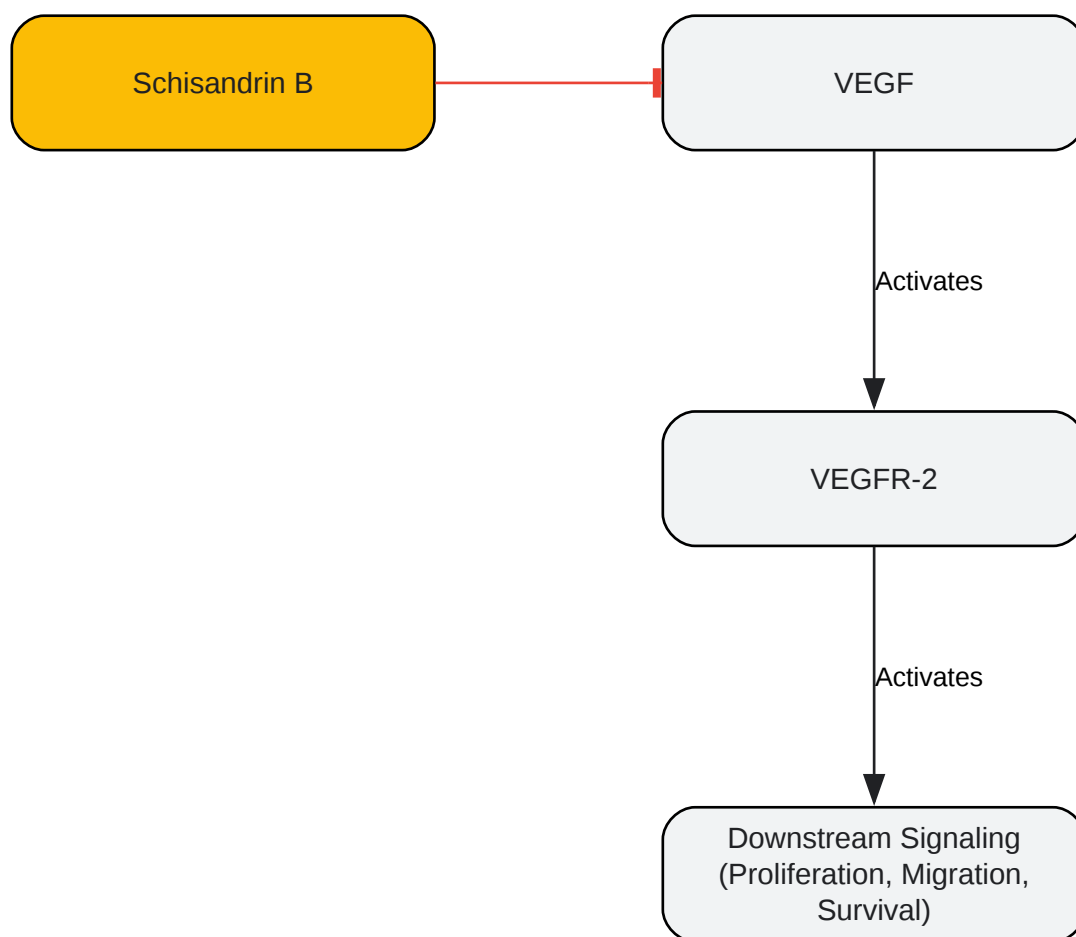 Schisandrin B
VEGF
Activates
VEGFR-2
Activates
Downstream Signaling
(Proliferation, Migration,
Survival)